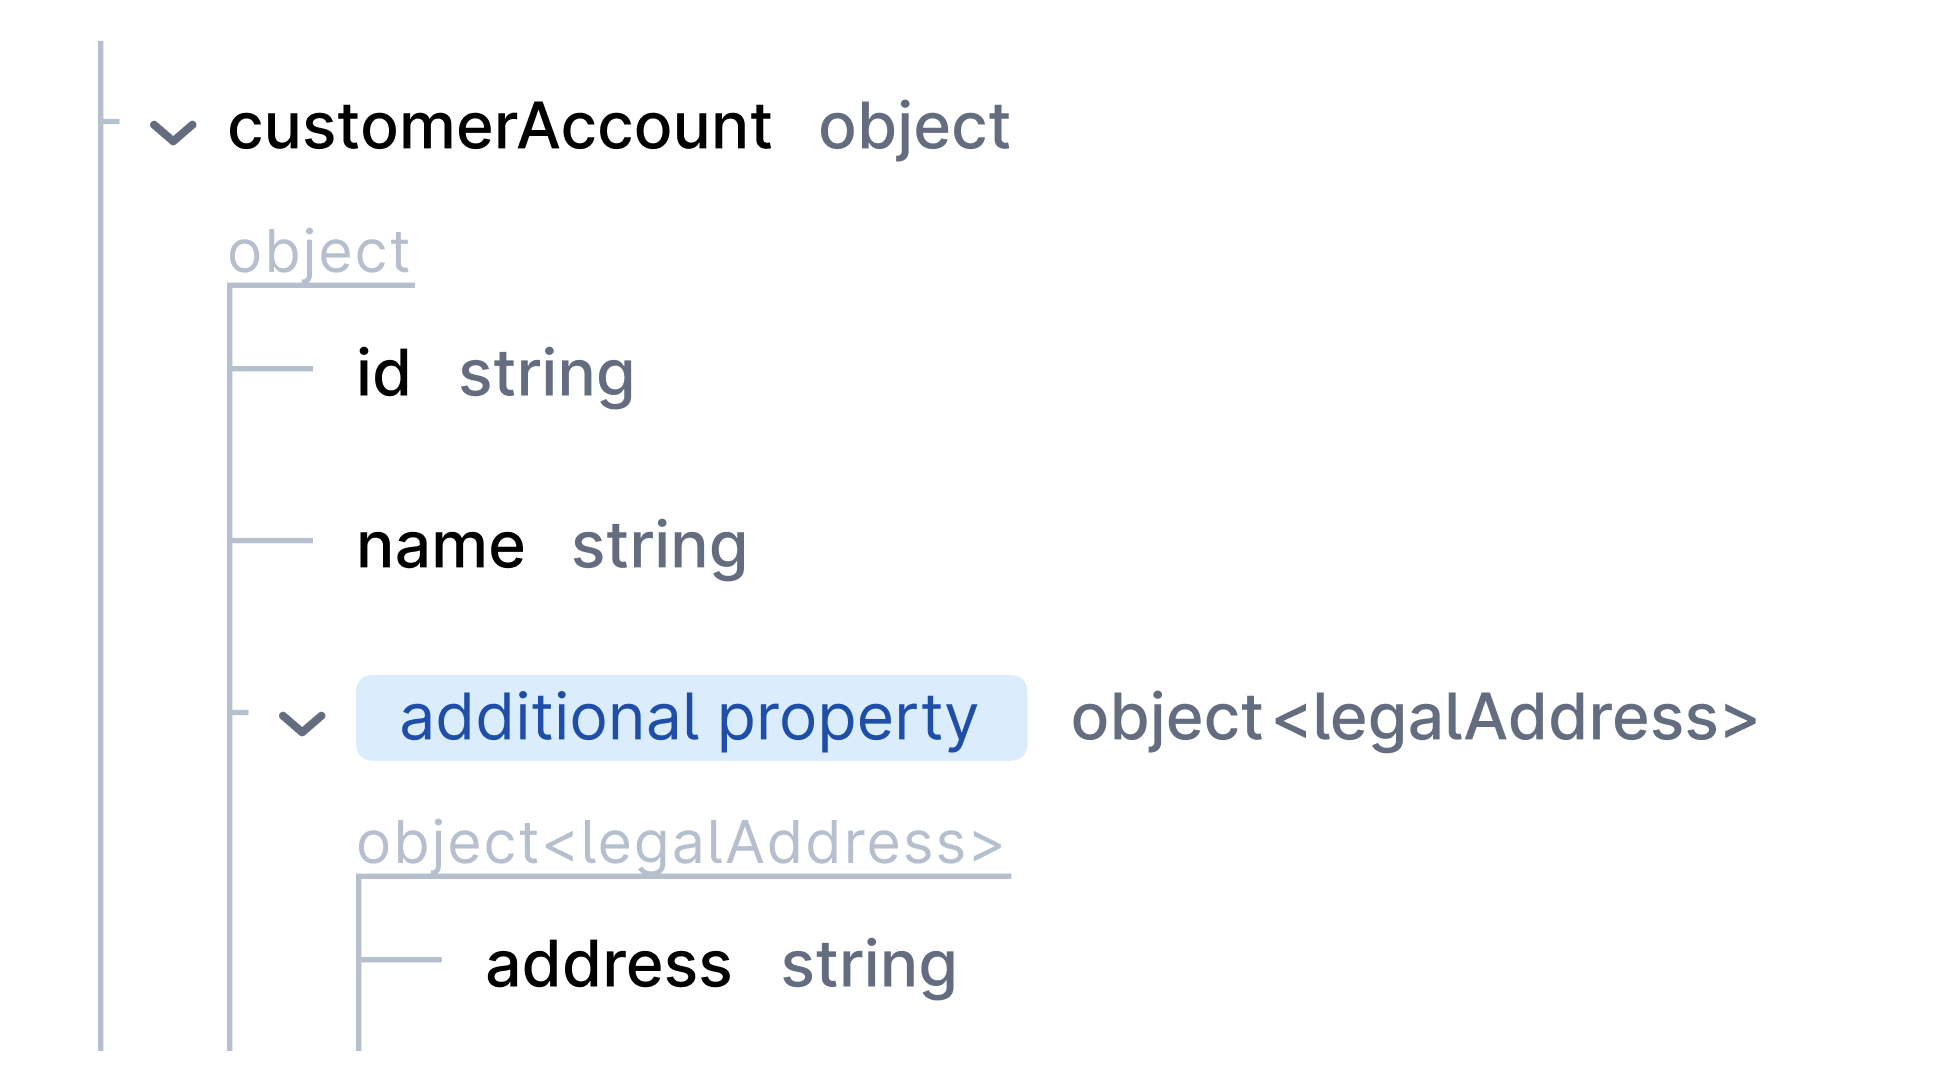 customerAccount object
object
id string
name string
additional property object<legalAddress>
object<legalAddress>
address string